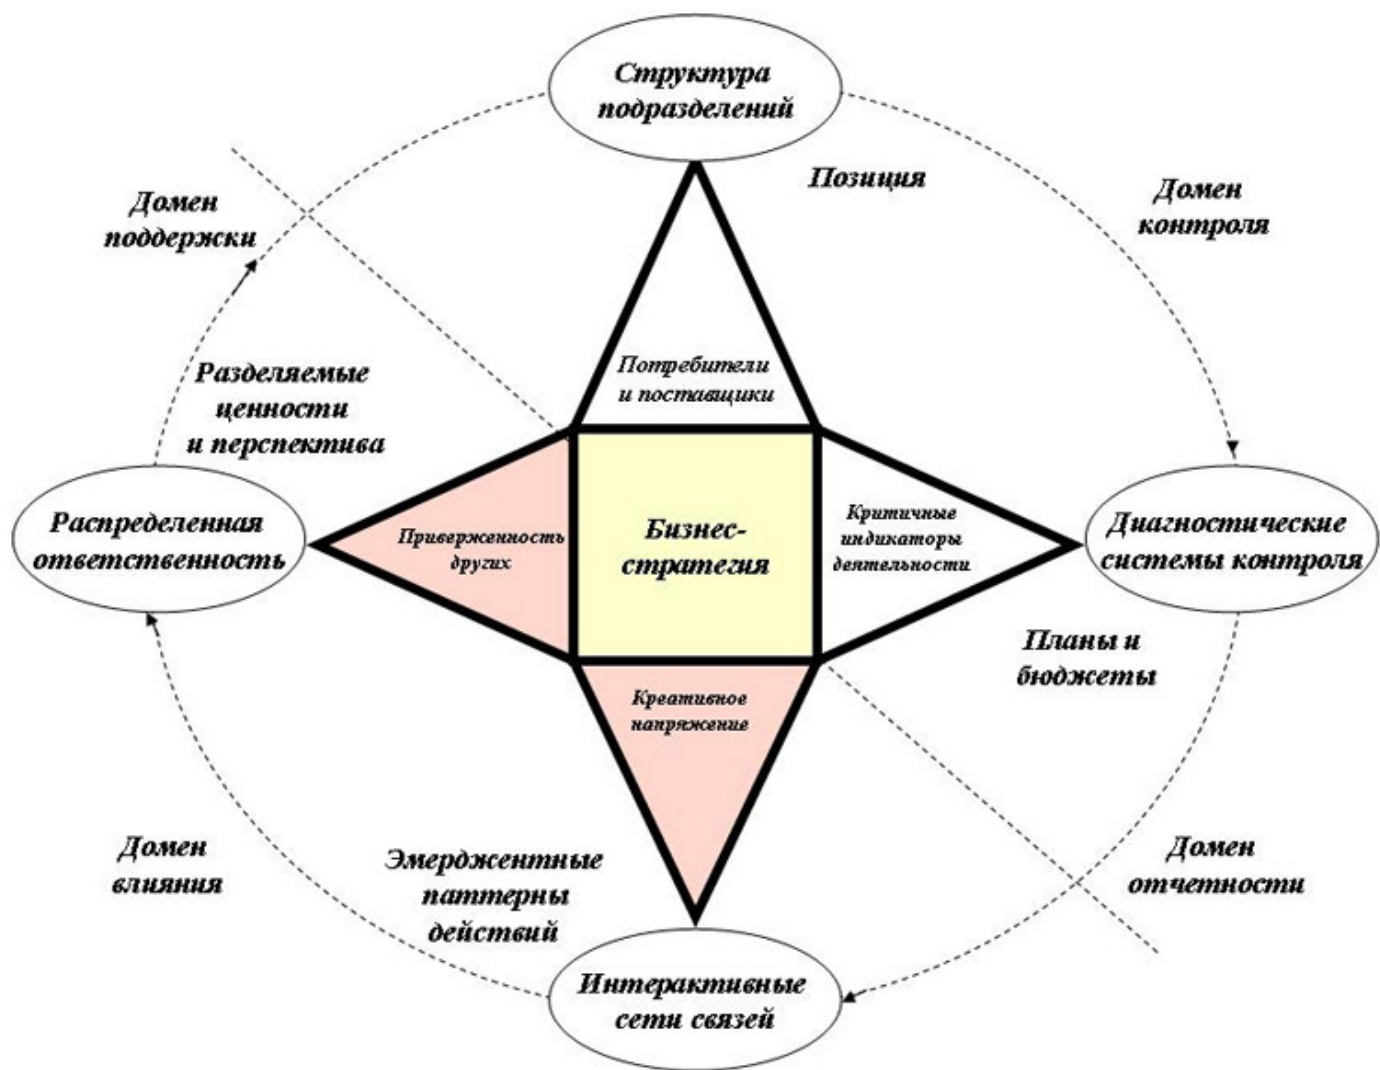 Структура
подразделений
Позиция
Домен
контроля
Домен
поддержки
Потребители
и поставщики
Разделяемые
ценности
и перспектива
Распределенная
ответственность
Приверженность
других
Бизнес-
стратегия
Критичные
индикаторы
деятельности
Диагностические
системы контроля
Планы и
бюджеты
Креативное
напряжение
Домен
влияния
Эмерджентные
паттерны
действий
Домен
отчетности
Интерактивные
сети связей